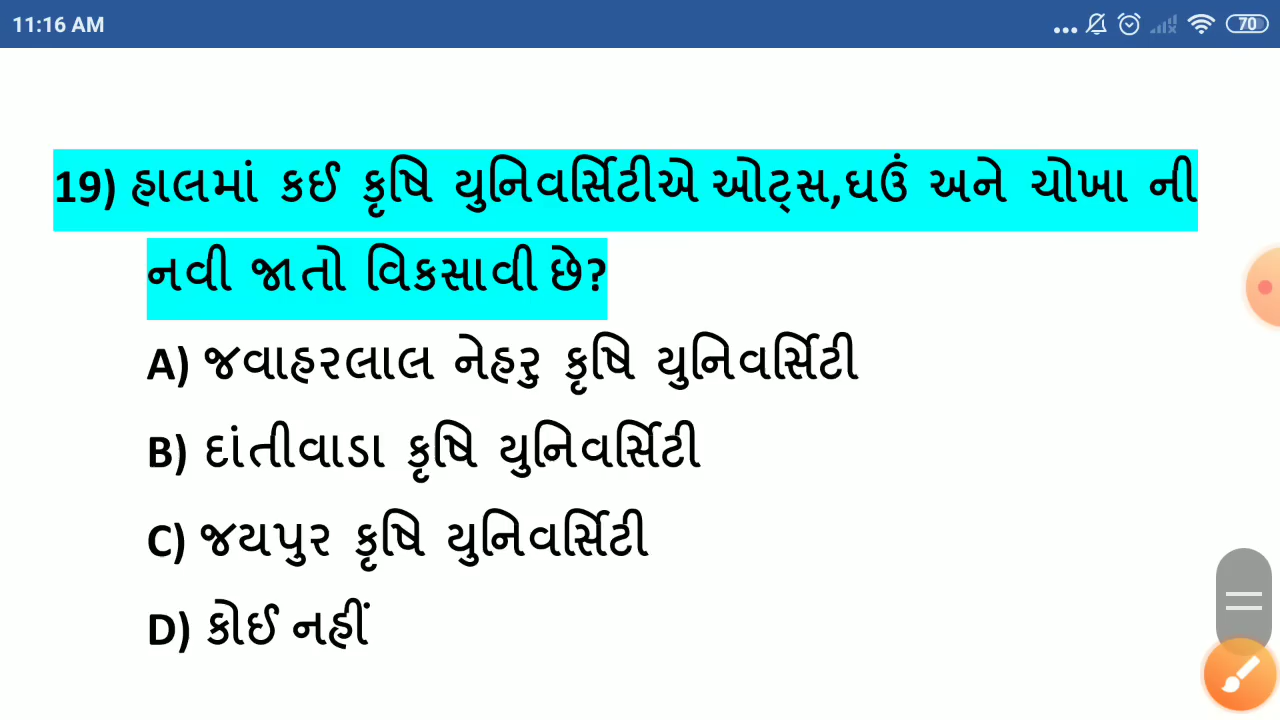 11:16 AM
70
19) હાલમાં કઈ કૃષિ યુનિવર્સિટીએ ઓટ્સ,ઘઉં અને ચોખા ની
નવી જાતો વિકસાવી છે?
A) જવાહરલાલ નેહરુ કૃષિ યુનિવર્સિટી
B) દાંતીવાડા કૃષિ યુનિવર્સિટી
C) જયપુર કૃષિ યુનિવર્સિટી
D) કોઈ નહીં